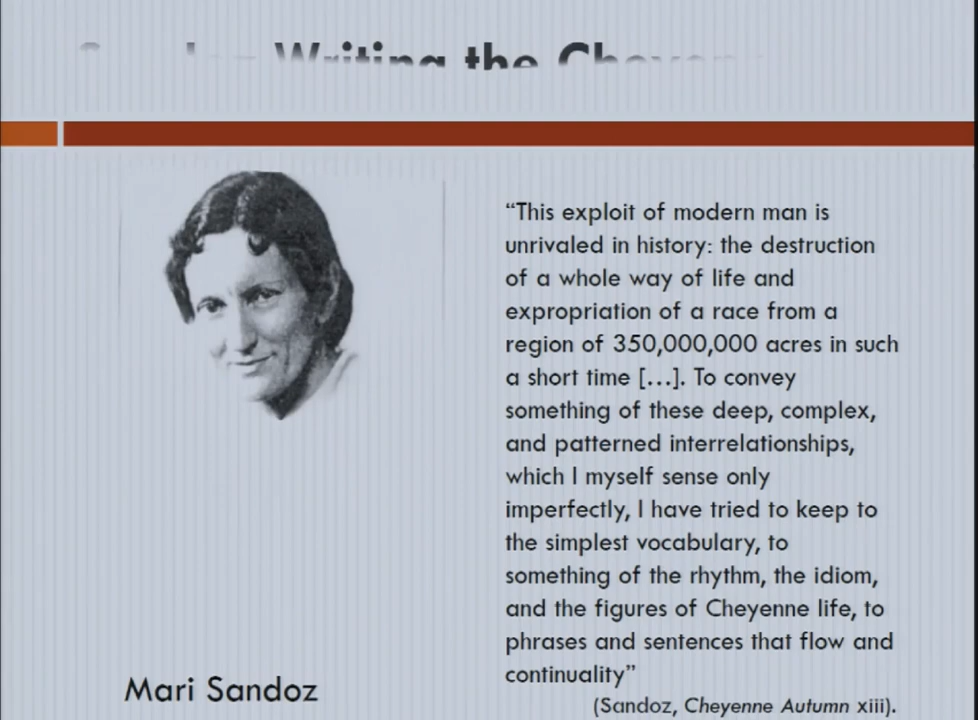 Writing the
“This exploit of modern man is
unrivaled in history: the destruction
of a whole way of life and
expropriation of a race from a
region of 350,000,000 acres in such
a short time [...]. To convey
something of these deep, complex,
and patterned interrelationships,
which I myself sense only
imperfectly, I have tried to keep to
the simplest vocabulary, to
something of the rhythm, the idiom,
and the figures of Cheyenne life, to
phrases and sentences that flow and
continuality”
(Sandoz, Cheyenne Autumn xiii).
Mari Sandoz